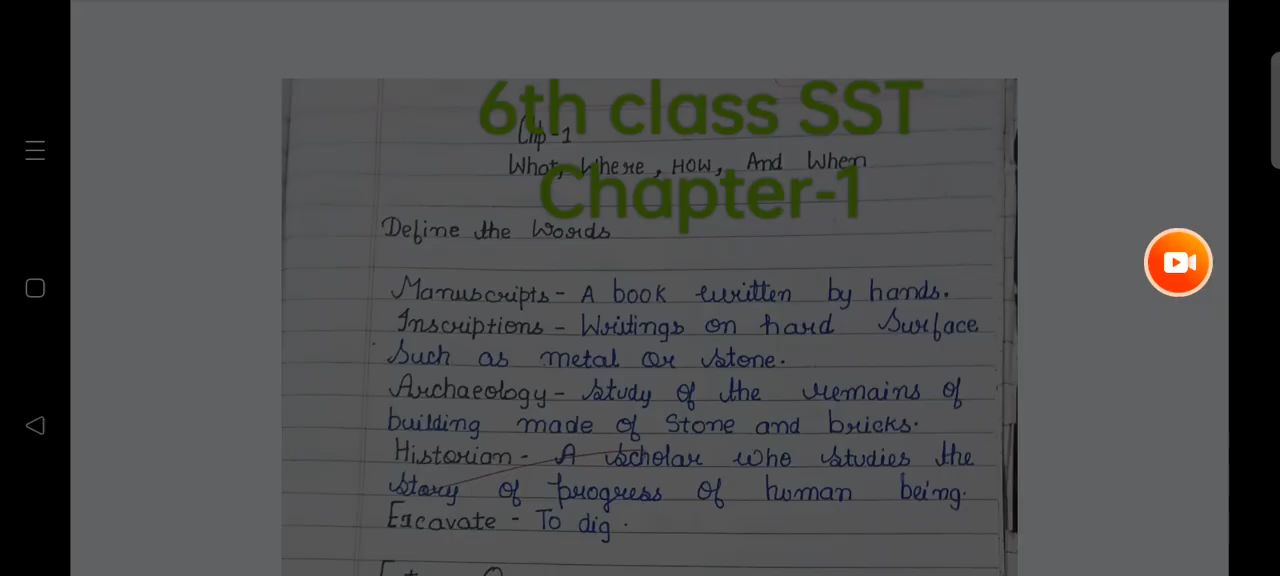 6th class SST
Chp-1
What, Where, How, And When
Chapter-1
Define the Words
Manuscripts - A book written by hands.
Inscriptions - Writings on hard Surface
Such as metal or stone.
Archaeology - study of the remains of
building made of Stone and bricks.
Historian - A scholar who studies the
story of progress of human being.
Excavate - To dig.